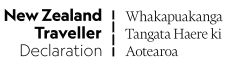 New Zealand
Traveller
Declaration
Whakapuakanga
Tangata Haere ki
Aotearoa